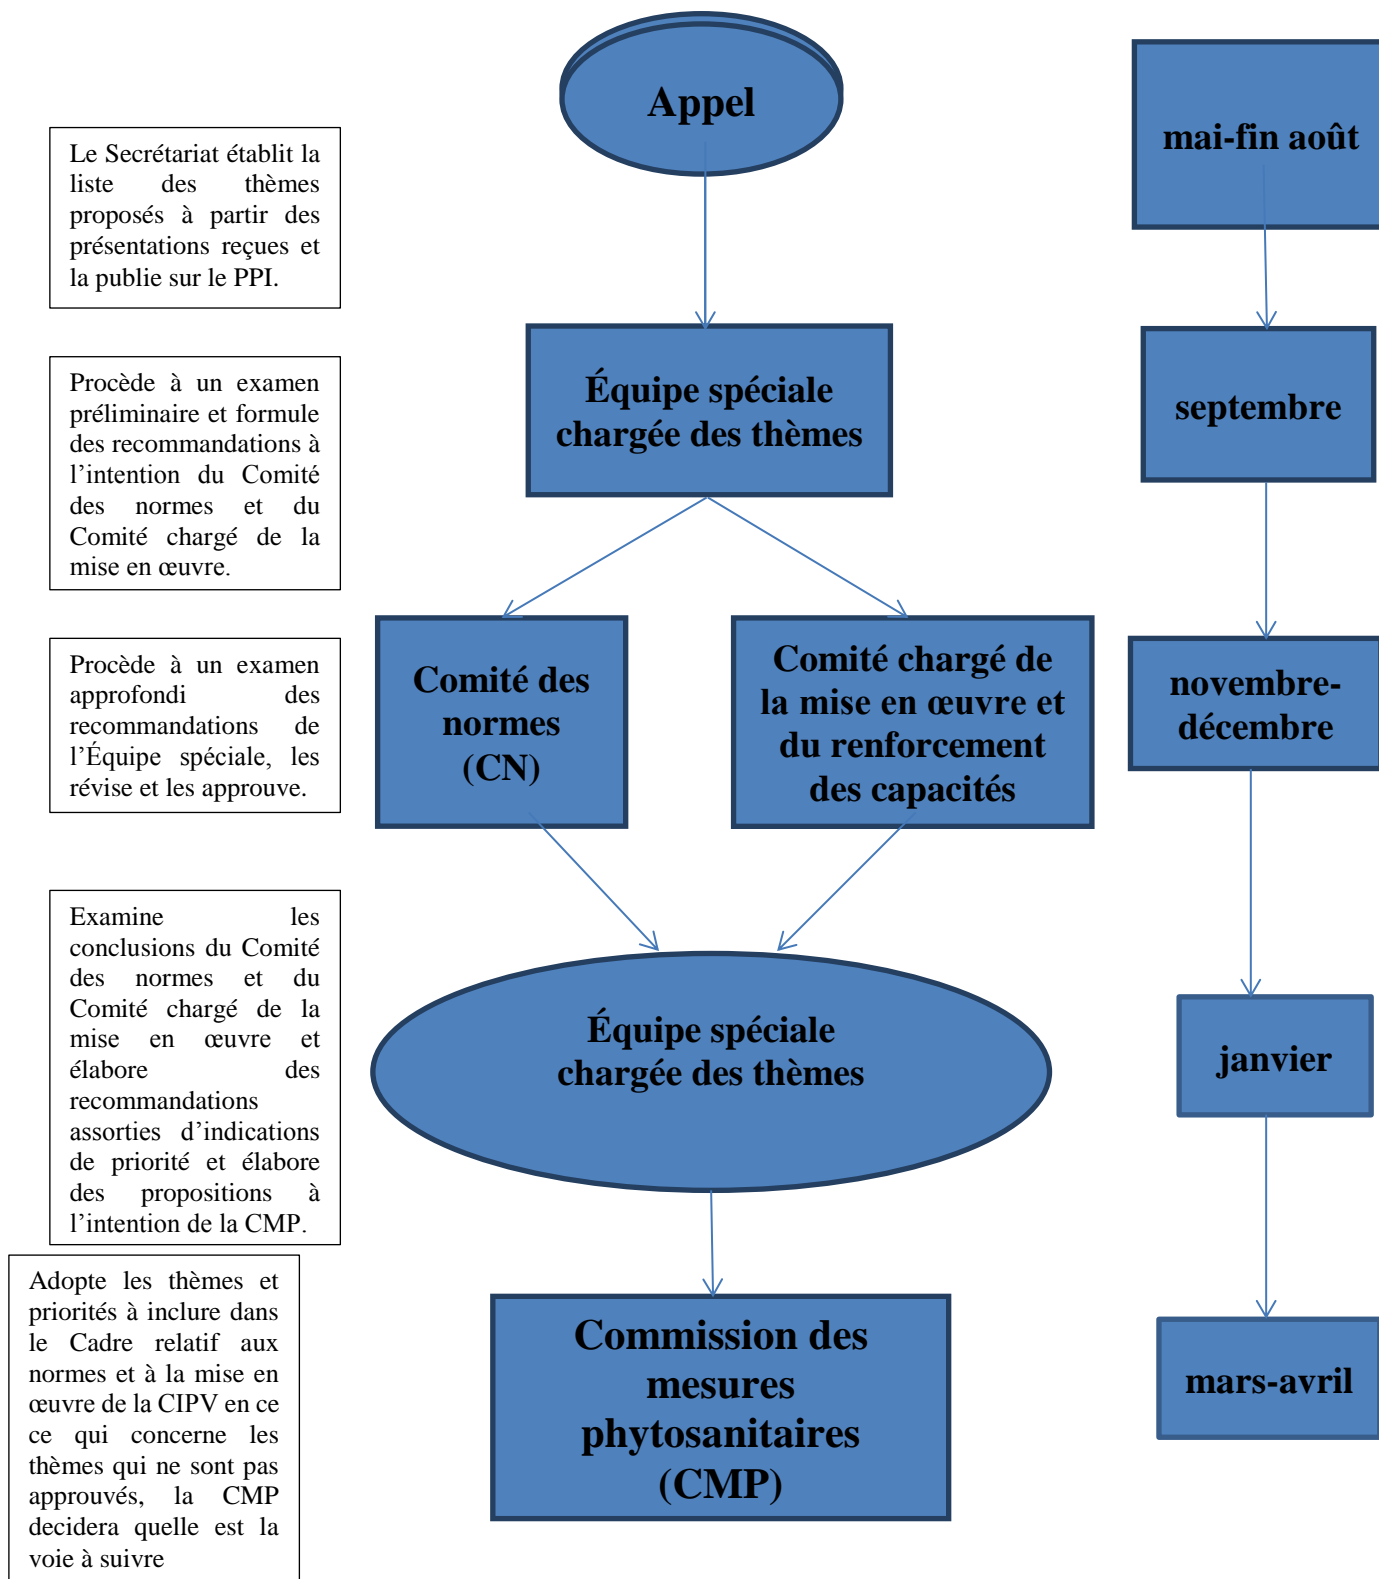 Appel
mai-fin août
Le Secrétariat établit la
liste des thèmes
proposés à partir des
présentations reçues et
la publie sur le PPI.
Équipe spéciale
chargée des thèmes
septembre
Procède à un examen
préliminaire et formule
des recommandations à
l’intention du Comité
des normes et du
Comité chargé de la
mise en œuvre.
Comité des
normes
(CN)
Comité chargé de
la mise en œuvre et
du renforcement
des capacités
novembre-
décembre
Procède à un examen
approfondi des
recommandations de
l’Équipe spéciale, les
révise et les approuve.
Examine les
conclusions du Comité
des normes et du
Comité chargé de la
mise en œuvre et
élabore des
recommandations
assorties d’indications
de priorité et élabore
des propositions à
l’intention de la CMP.
Équipe spéciale
chargée des thèmes
janvier
Adopte les thèmes et
priorités à inclure dans
le Cadre relatif aux
normes et à la mise en
œuvre de la CIPV en ce
ce qui concerne les
thèmes qui ne sont pas
approuvés, la CMP
decidera quelle est la
voie à suivre
Commission des
mesures
phytosanitaires
(CMP)
mars-avril